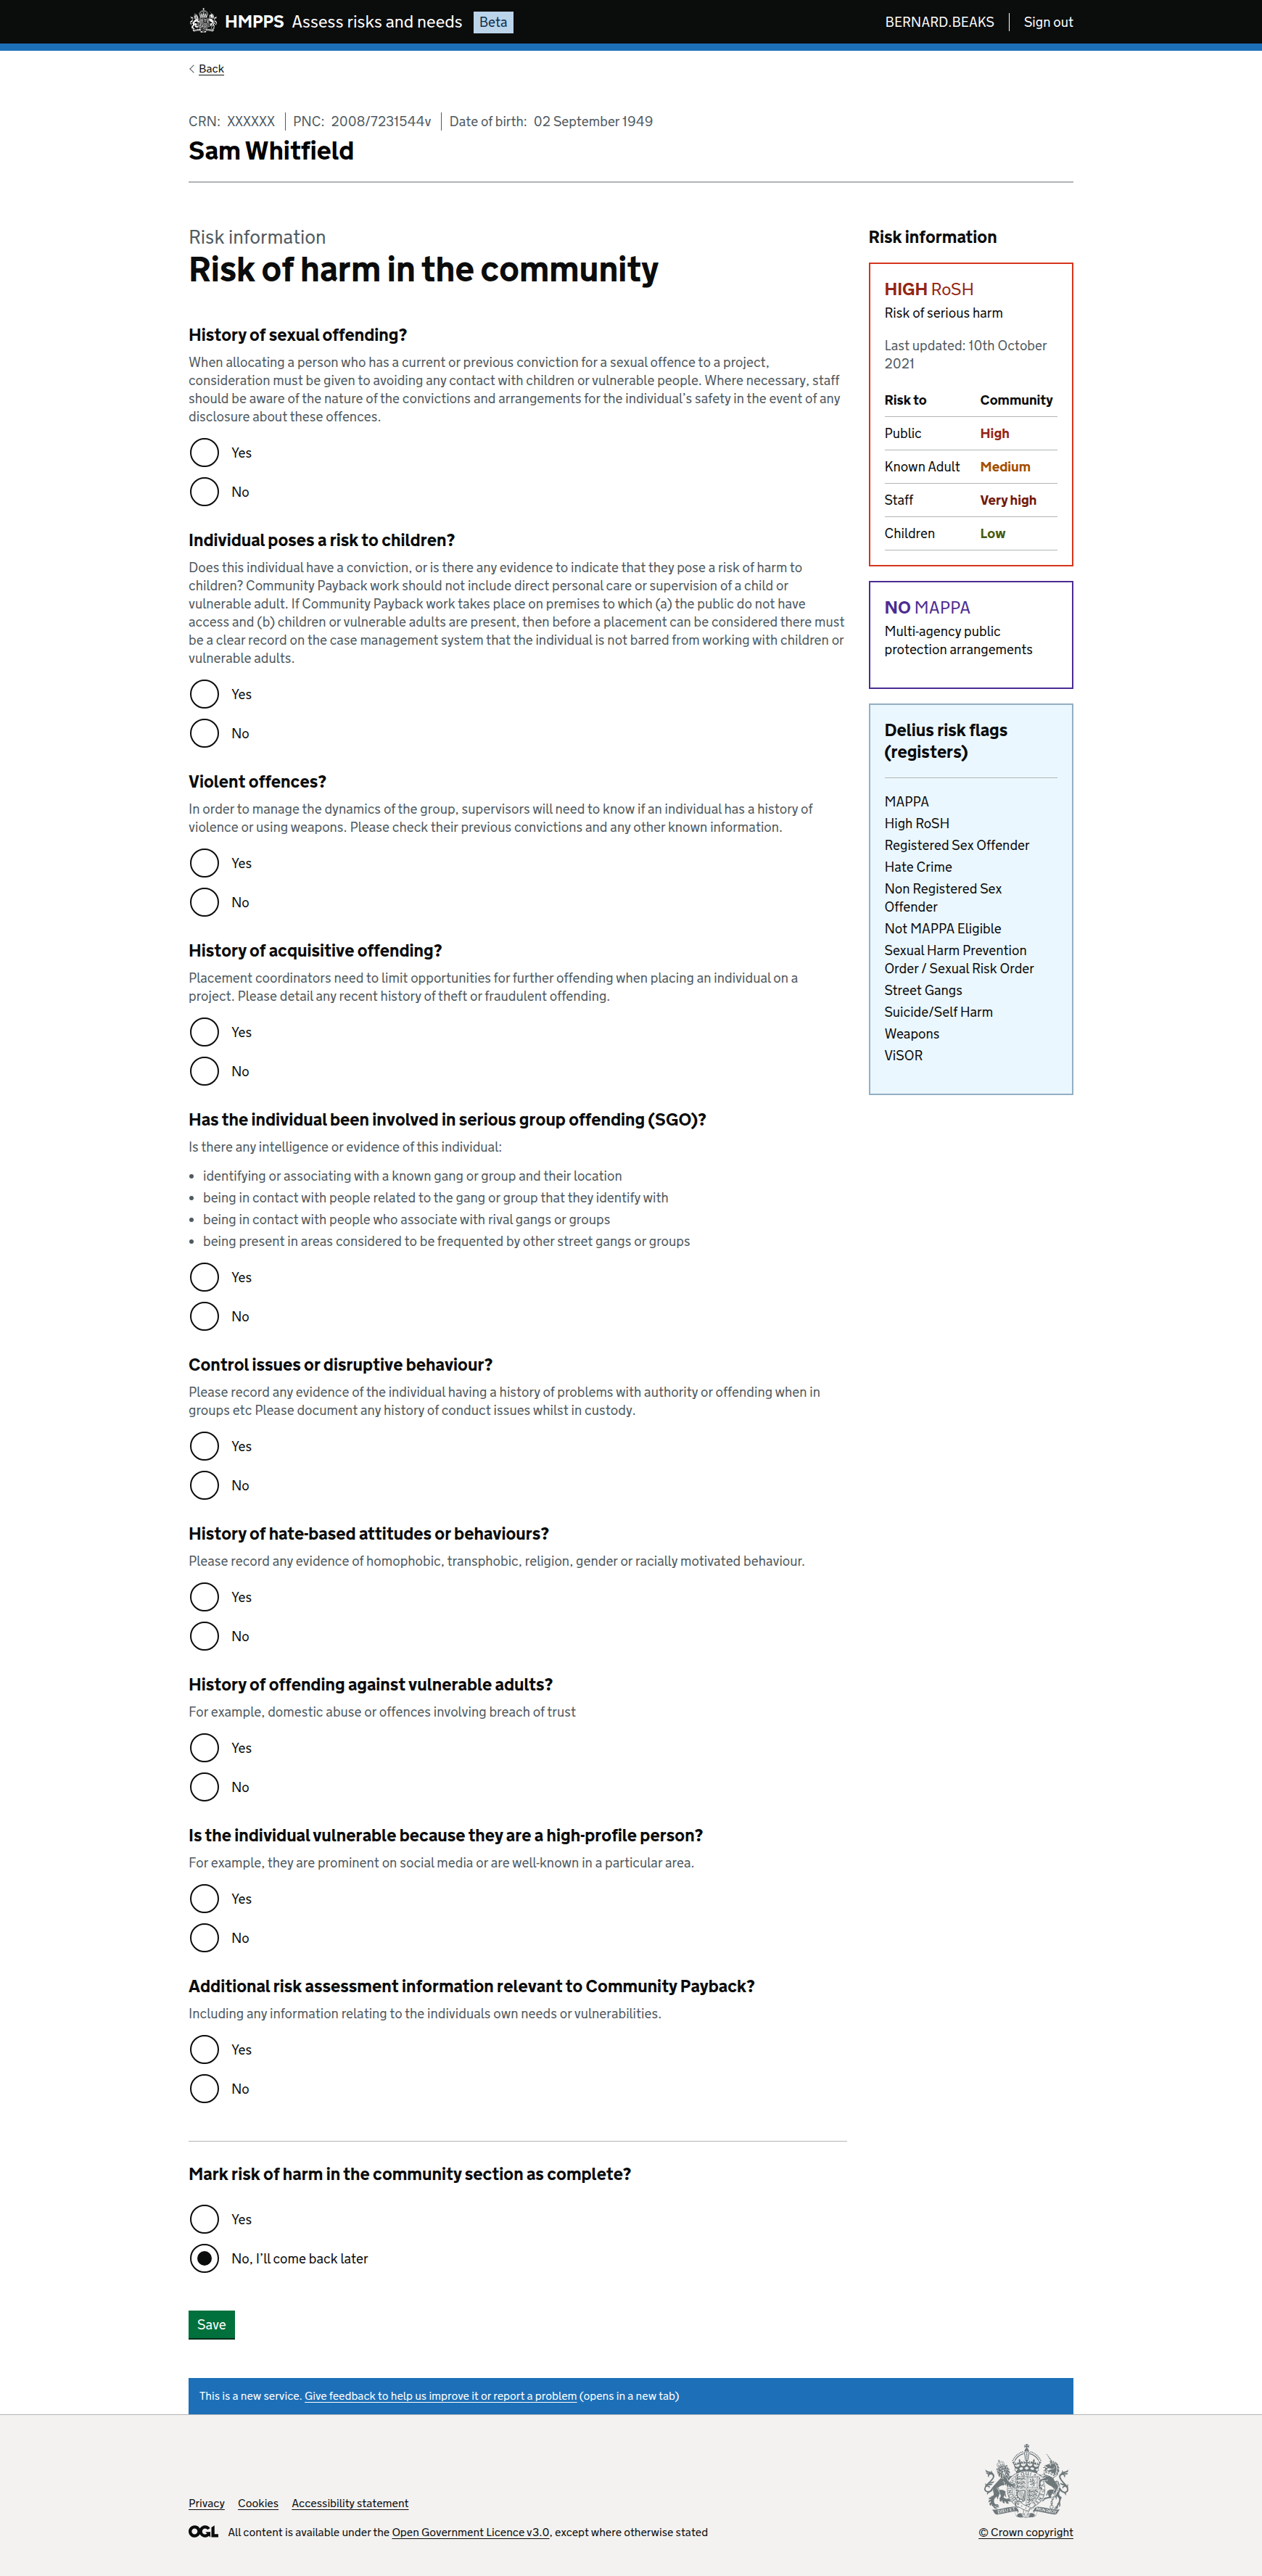 HMPPS Assess risks and needs Beta
BERNARD.BEAKS Sign out
Back
CRN: XXXXXX PNC: 2008/7231544v Date of birth: 02 September 1949
Sam Whitfield
Risk information
Risk of harm in the community
History of sexual offending?
When allocating a person who has a current or previous conviction for a sexual offence to a project,
consideration must be given to avoiding any contact with children or vulnerable people. Where necessary, staff
should be aware of the nature of the convictions and arrangements for the individual's safety in the event of any
disclosure about these offences.
Yes
No
Individual poses a risk to children?
Does this individual have a conviction, or is there any evidence to indicate that they pose a risk of harm to
children? Community Payback work should not include direct personal care or supervision of a child or
vulnerable adult. If Community Payback work takes place on premises to which (a) the public do not have
access and (b) children or vulnerable adults are present, then before a placement can be considered there must
be a clear record on the case management system that the individual is not barred from working with children or
vulnerable adults.
Yes
No
Violent offences?
In order to manage the dynamics of the group, supervisors will need to know if an individual has a history of
violence or using weapons. Please check their previous convictions and any other known information.
Yes
No
History of acquisitive offending?
Placement coordinators need to limit opportunities for further offending when placing an individual on a
project. Please detail any recent history of theft or fraudulent offending.
Yes
No
Has the individual been involved in serious group offending (SGO)?
Is there any intelligence or evidence of this individual:
• identifying or associating with a known gang or group and their location
• being in contact with people related to the gang or group that they identify with
• being in contact with people who associate with rival gangs or groups
• being present in areas considered to be frequented by other street gangs or groups
Yes
No
Control issues or disruptive behaviour?
Please record any evidence of the individual having a history of problems with authority or offending when in
groups etc Please document any history of conduct issues whilst in custody.
Yes
No
History of hate-based attitudes or behaviours?
Please record any evidence of homophobic, transphobic, religion, gender or racially motivated behaviour.
Yes
No
History of offending against vulnerable adults?
For example, domestic abuse or offences involving breach of trust
Yes
No
Is the individual vulnerable because they are a high-profile person?
For example, they are prominent on social media or are well-known in a particular area.
Yes
No
Additional risk assessment information relevant to Community Payback?
Including any information relating to the individuals own needs or vulnerabilities.
Yes
No
Mark risk of harm in the community section as complete?
Yes
No, I'll come back later
Save
Risk information
HIGH RoSH
Risk of serious harm
Last updated: 10th October
2021
Risk to Community
Public High
Known Adult Medium
Staff Very high
Children Low
NO MAPPA
Multi-agency public
protection arrangements
Delius risk flags
(registers)
MAPPA
High RoSH
Registered Sex Offender
Hate Crime
Non Registered Sex
Offender
Not MAPPA Eligible
Sexual Harm Prevention
Order / Sexual Risk Order
Street Gangs
Suicide/Self Harm
Weapons
ViSOR
This is a new service. Give feedback to help us improve it or report a problem (opens in a new tab)
Privacy Cookies Accessibility statement
OGL All content is available under the Open Government Licence v3.0, except where otherwise stated
© Crown copyright